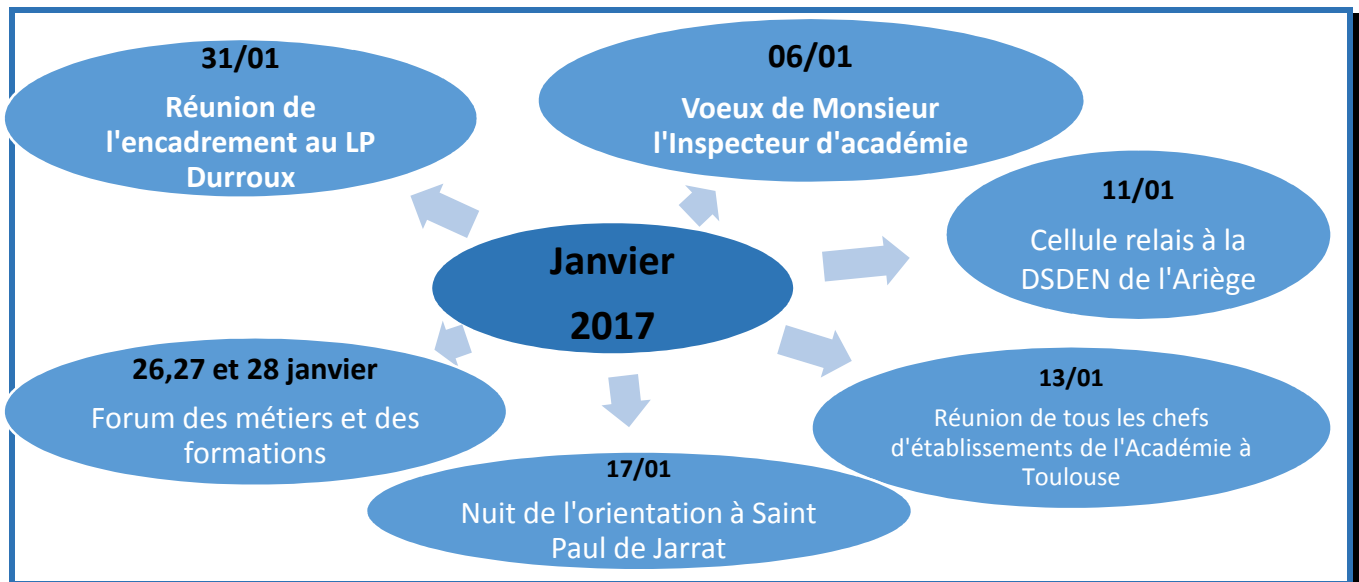 31/01
Réunion de
l'encadrement au LP
Durroux
06/01
Voeux de Monsieur
l'Inspecteur d'académie
11/01
Cellule relais à la
DSDEN de l'Ariège
Janvier
2017
26,27 et 28 janvier
Forum des métiers et des
formations
13/01
Réunion de tous les chefs
d'établissements de l'Académie à
Toulouse
17/01
Nuit de l'orientation à Saint
Paul de Jarrat